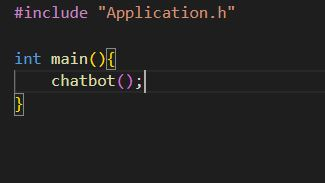 #include "Application.h"
int main(){
    chatbot();
}